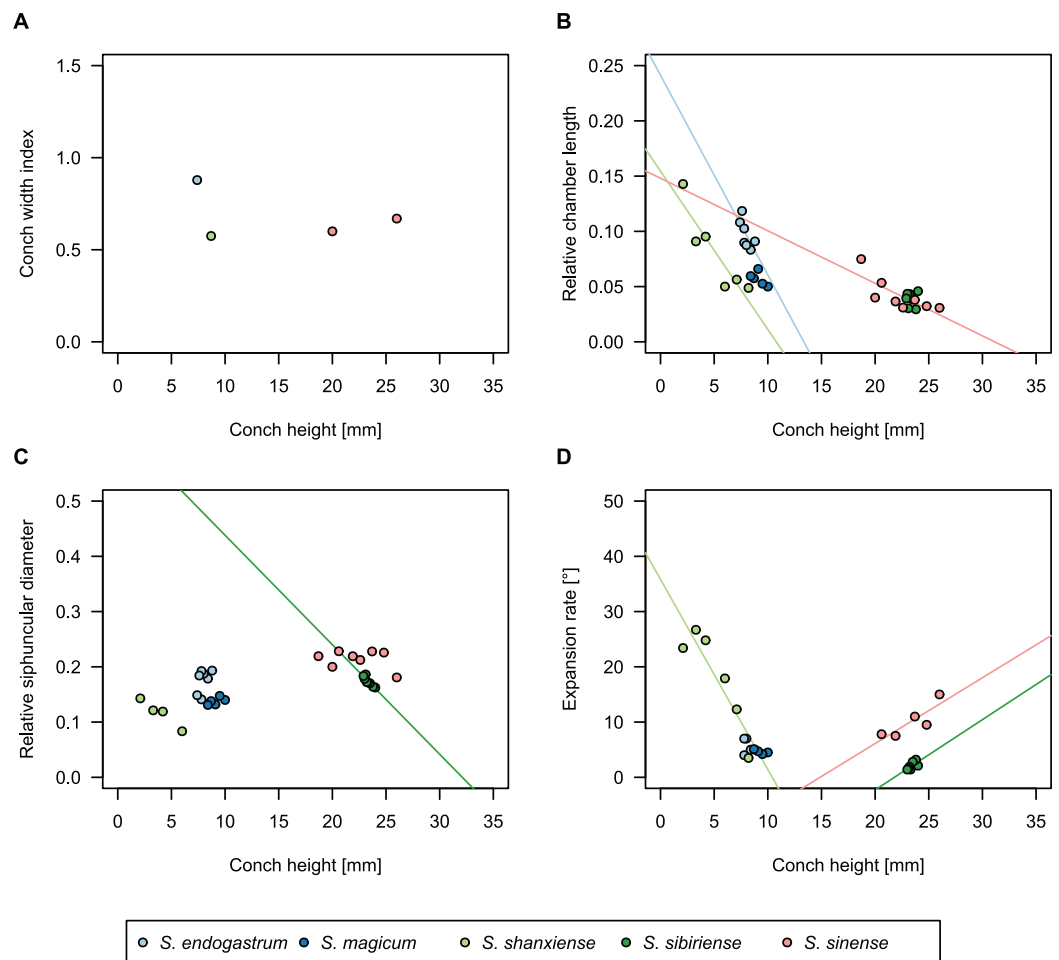 A
Conch width index
1.5
1.0
0.5
0.0
0 5 10 15 20 25 30 35
Conch height [mm]
B
Relative chamber length
0.25
0.20
0.15
0.10
0.05
0.00
0 5 10 15 20 25 30 35
Conch height [mm]
C
Relative siphuncular diameter
0.5
0.4
0.3
0.2
0.1
0.0
0 5 10 15 20 25 30 35
Conch height [mm]
D
Expansion rate [°]
50
40
30
20
10
0
0 5 10 15 20 25 30 35
Conch height [mm]
S. endogastrum S. magicum S. shanxiense S. sibiriense S. sinense